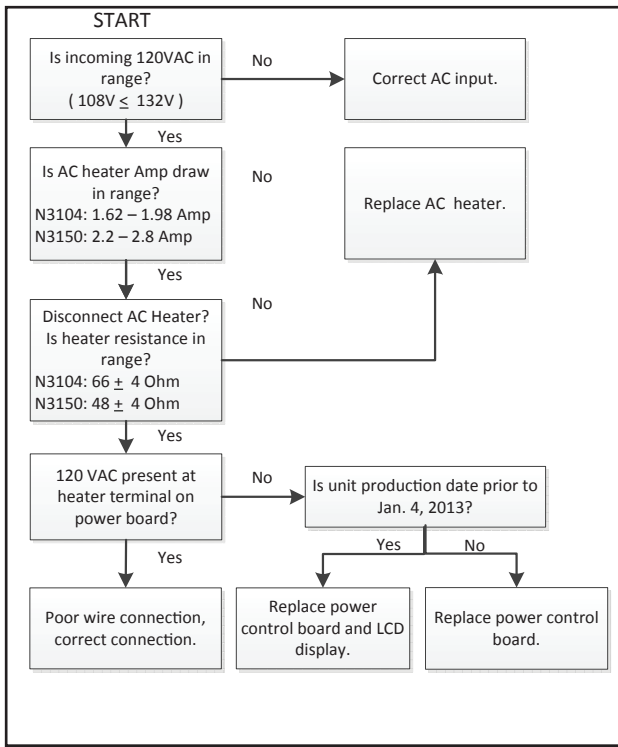 START
Is incoming 120VAC in
range?
( 108V ≤ 132V )
No
Correct AC input.
Yes
Is AC heater Amp draw
in range?
N3104: 1.62 – 1.98 Amp
N3150: 2.2 – 2.8 Amp
No
Replace AC heater.
Yes
Disconnect AC Heater?
Is heater resistance in
range?
N3104: 66 ± 4 Ohm
N3150: 48 ± 4 Ohm
No
Yes
120 VAC present at
heater terminal on
power board?
No
Is unit production date prior to
Jan. 4, 2013?
Yes
Yes
No
Poor wire connection,
correct connection.
Replace power
control board and LCD
display.
Replace power control
board.